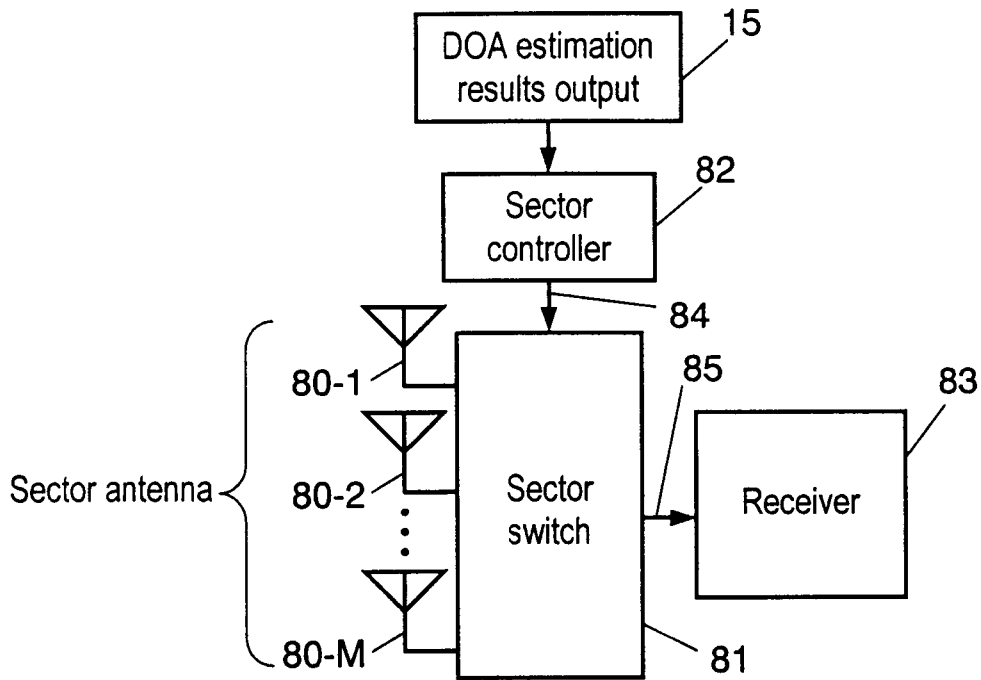 DOA estimation
results output
15
Sector
controller
82
84
80-1
80-2
80-M
Sector antenna
Sector
switch
81
85
Receiver
83